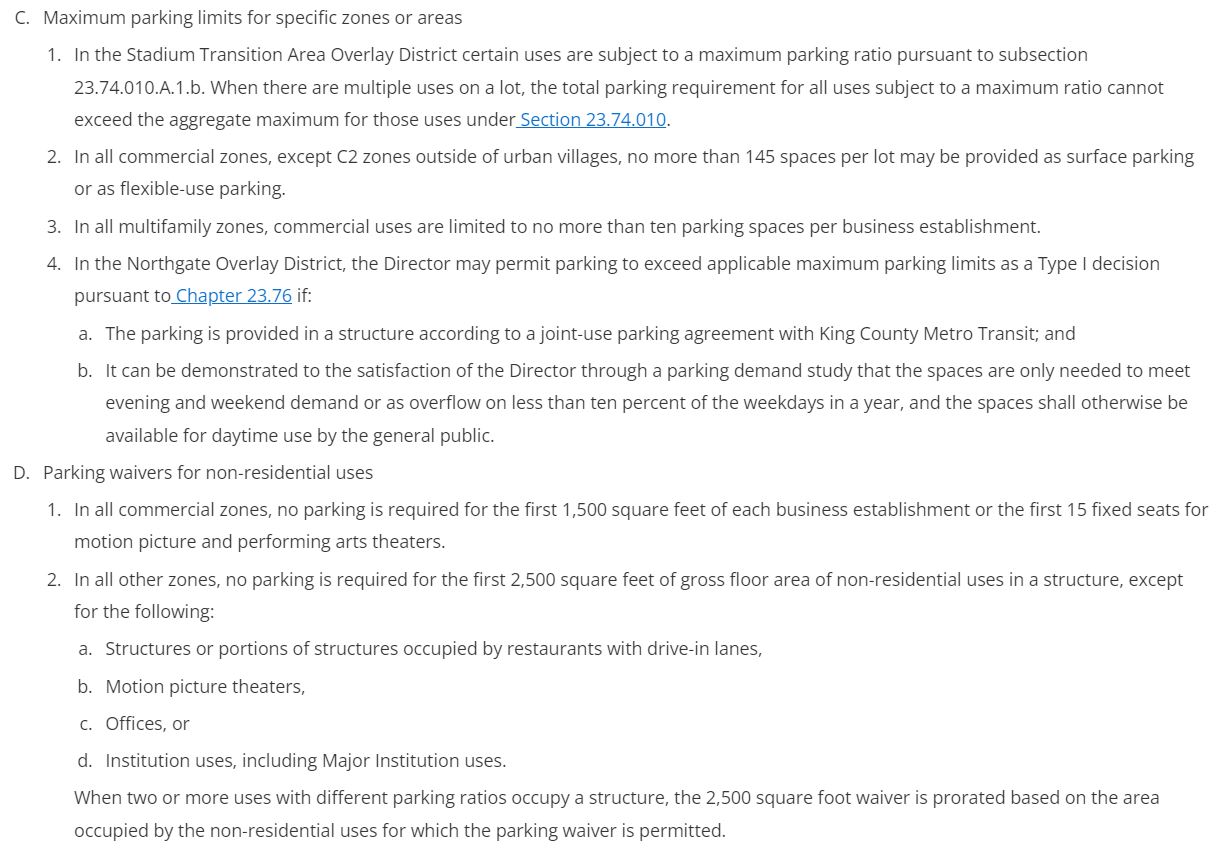 C. Maximum parking limits for specific zones or areas
1. In the Stadium Transition Area Overlay District certain uses are subject to a maximum parking ratio pursuant to subsection
23.74.010.A.1.b. When there are multiple uses on a lot, the total parking requirement for all uses subject to a maximum ratio cannot
exceed the aggregate maximum for those uses under Section 23.74.010.
2. In all commercial zones, except C2 zones outside of urban villages, no more than 145 spaces per lot may be provided as surface parking
or as flexible-use parking.
3. In all multifamily zones, commercial uses are limited to no more than ten parking spaces per business establishment.
4. In the Northgate Overlay District, the Director may permit parking to exceed applicable maximum parking limits as a Type I decision
pursuant to Chapter 23.76 if:
a. The parking is provided in a structure according to a joint-use parking agreement with King County Metro Transit; and
b. It can be demonstrated to the satisfaction of the Director through a parking demand study that the spaces are only needed to meet
evening and weekend demand or as overflow on less than ten percent of the weekdays in a year, and the spaces shall otherwise be
available for daytime use by the general public.
D. Parking waivers for non-residential uses
1. In all commercial zones, no parking is required for the first 1,500 square feet of each business establishment or the first 15 fixed seats for
motion picture and performing arts theaters.
2. In all other zones, no parking is required for the first 2,500 square feet of gross floor area of non-residential uses in a structure, except
for the following:
a. Structures or portions of structures occupied by restaurants with drive-in lanes,
b. Motion picture theaters,
c. Offices, or
d. Institution uses, including Major Institution uses.
When two or more uses with different parking ratios occupy a structure, the 2,500 square foot waiver is prorated based on the area
occupied by the non-residential uses for which the parking waiver is permitted.